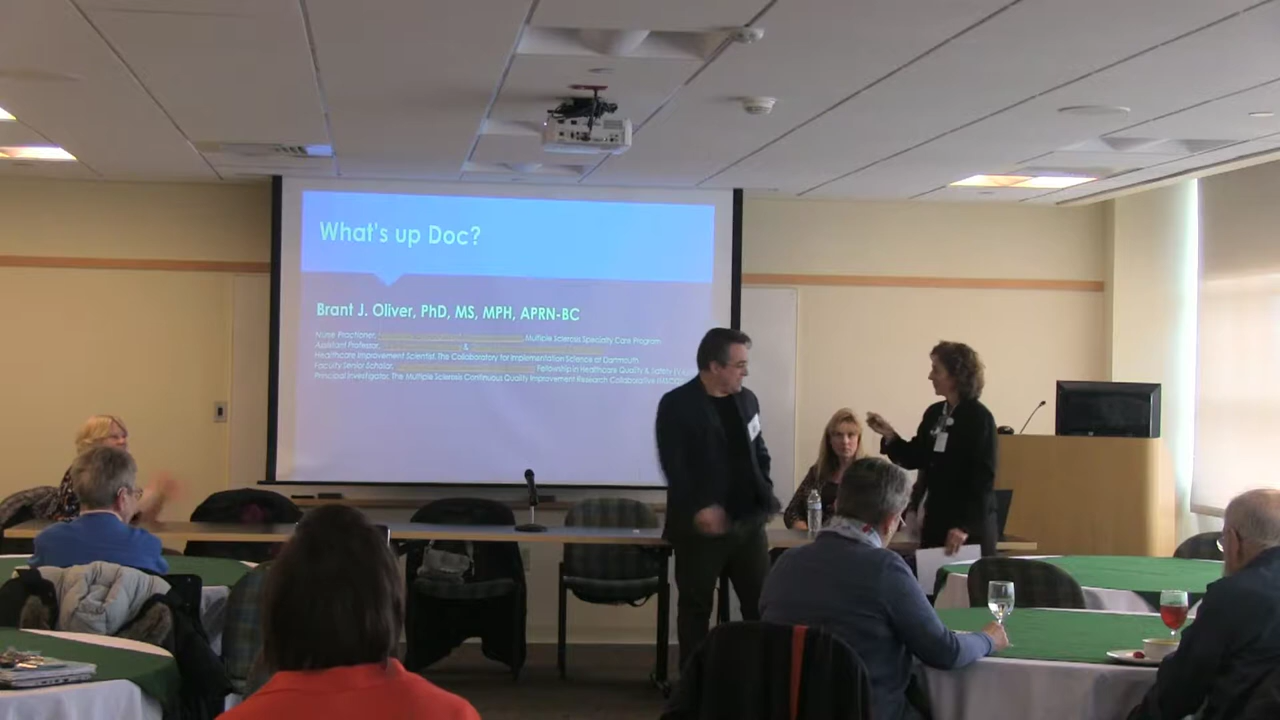 What's up Doc?
Brant J. Oliver, PhD, MS, MPH, APRN-BC
Nurse Practitioner, Multiple Sclerosis Specialty Care Program
Assistant Professor, &
Healthcare Improvement Scientist, The Collaboratory for Implementation Science at Dartmouth
Faculty Senior Scholar, Fellowship in Healthcare Quality & Safety
Principal Investigator, The Multiple Sclerosis Continuous Quality Improvement Research Collaborative